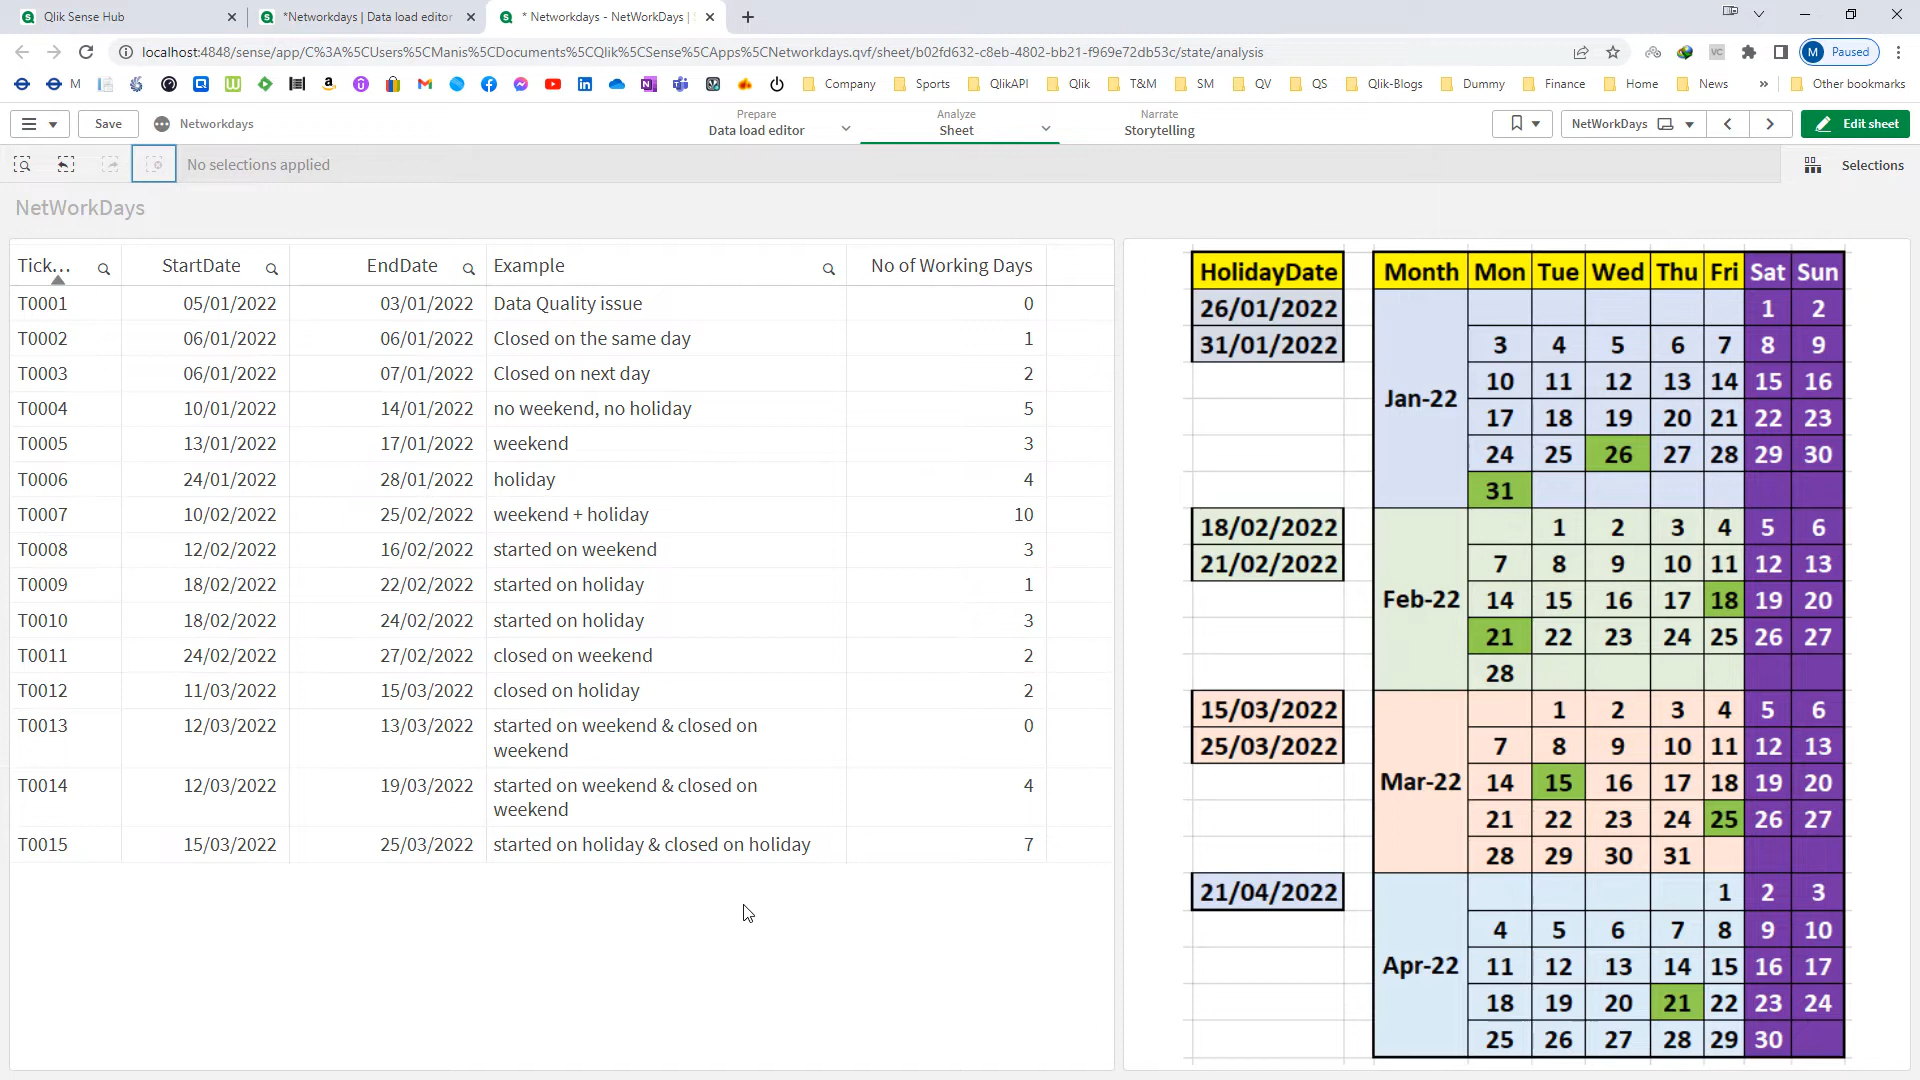 Qlik Sense Hub
*Networkdays | Data load editor
* Networkdays - NetWorkDays |
localhost:4848/sense/app/C%3A%5CUsers%5CManis%5CDocuments%5CQlik%5CSense%5CApps%5CNetworkdays.qvf/sheet/b02fd632-c8eb-4802-bb21-f969e72db53c/state/analysis
M Paused
M Company Sports QlikAPI Qlik T&M SM QV QS Qlik-Blogs Dummy Finance Home News » Other bookmarks
Prepare
Data load editor
Analyze
Sheet
Narrate
Storytelling
Save
Networkdays
NetWorkDays
Edit sheet
No selections applied
Selections
NetWorkDays
Tick... StartDate EndDate Example No of Working Days
T0001 05/01/2022 03/01/2022 Data Quality issue 0
T0002 06/01/2022 06/01/2022 Closed on the same day 1
T0003 06/01/2022 07/01/2022 Closed on next day 2
T0004 10/01/2022 14/01/2022 no weekend, no holiday 5
T0005 13/01/2022 17/01/2022 weekend 3
T0006 24/01/2022 28/01/2022 holiday 4
T0007 10/02/2022 25/02/2022 weekend + holiday 10
T0008 12/02/2022 16/02/2022 started on weekend 3
T0009 18/02/2022 22/02/2022 started on holiday 1
T0010 18/02/2022 24/02/2022 started on holiday 3
T0011 24/02/2022 27/02/2022 closed on weekend 2
T0012 11/03/2022 15/03/2022 closed on holiday 2
T0013 12/03/2022 13/03/2022 started on weekend & closed on 0
weekend
T0014 12/03/2022 19/03/2022 started on weekend & closed on 4
weekend
T0015 15/03/2022 25/03/2022 started on holiday & closed on holiday 7
HolidayDate
26/01/2022
31/01/2022
18/02/2022
21/02/2022
15/03/2022
25/03/2022
21/04/2022
Month Mon Tue Wed Thu Fri Sat Sun
1 2
3 4 5 6 7 8 9
10 11 12 13 14 15 16
Jan-22
17 18 19 20 21 22 23
24 25 26 27 28 29 30
31
1 2 3 4 5 6
7 8 9 10 11 12 13
Feb-22 14 15 16 17 18 19 20
21 22 23 24 25 26 27
28
1 2 3 4 5 6
7 8 9 10 11 12 13
Mar-22 14 15 16 17 18 19 20
21 22 23 24 25 26 27
28 29 30 31
1 2 3
4 5 6 7 8 9 10
Apr-22 11 12 13 14 15 16 17
18 19 20 21 22 23 24
25 26 27 28 29 30